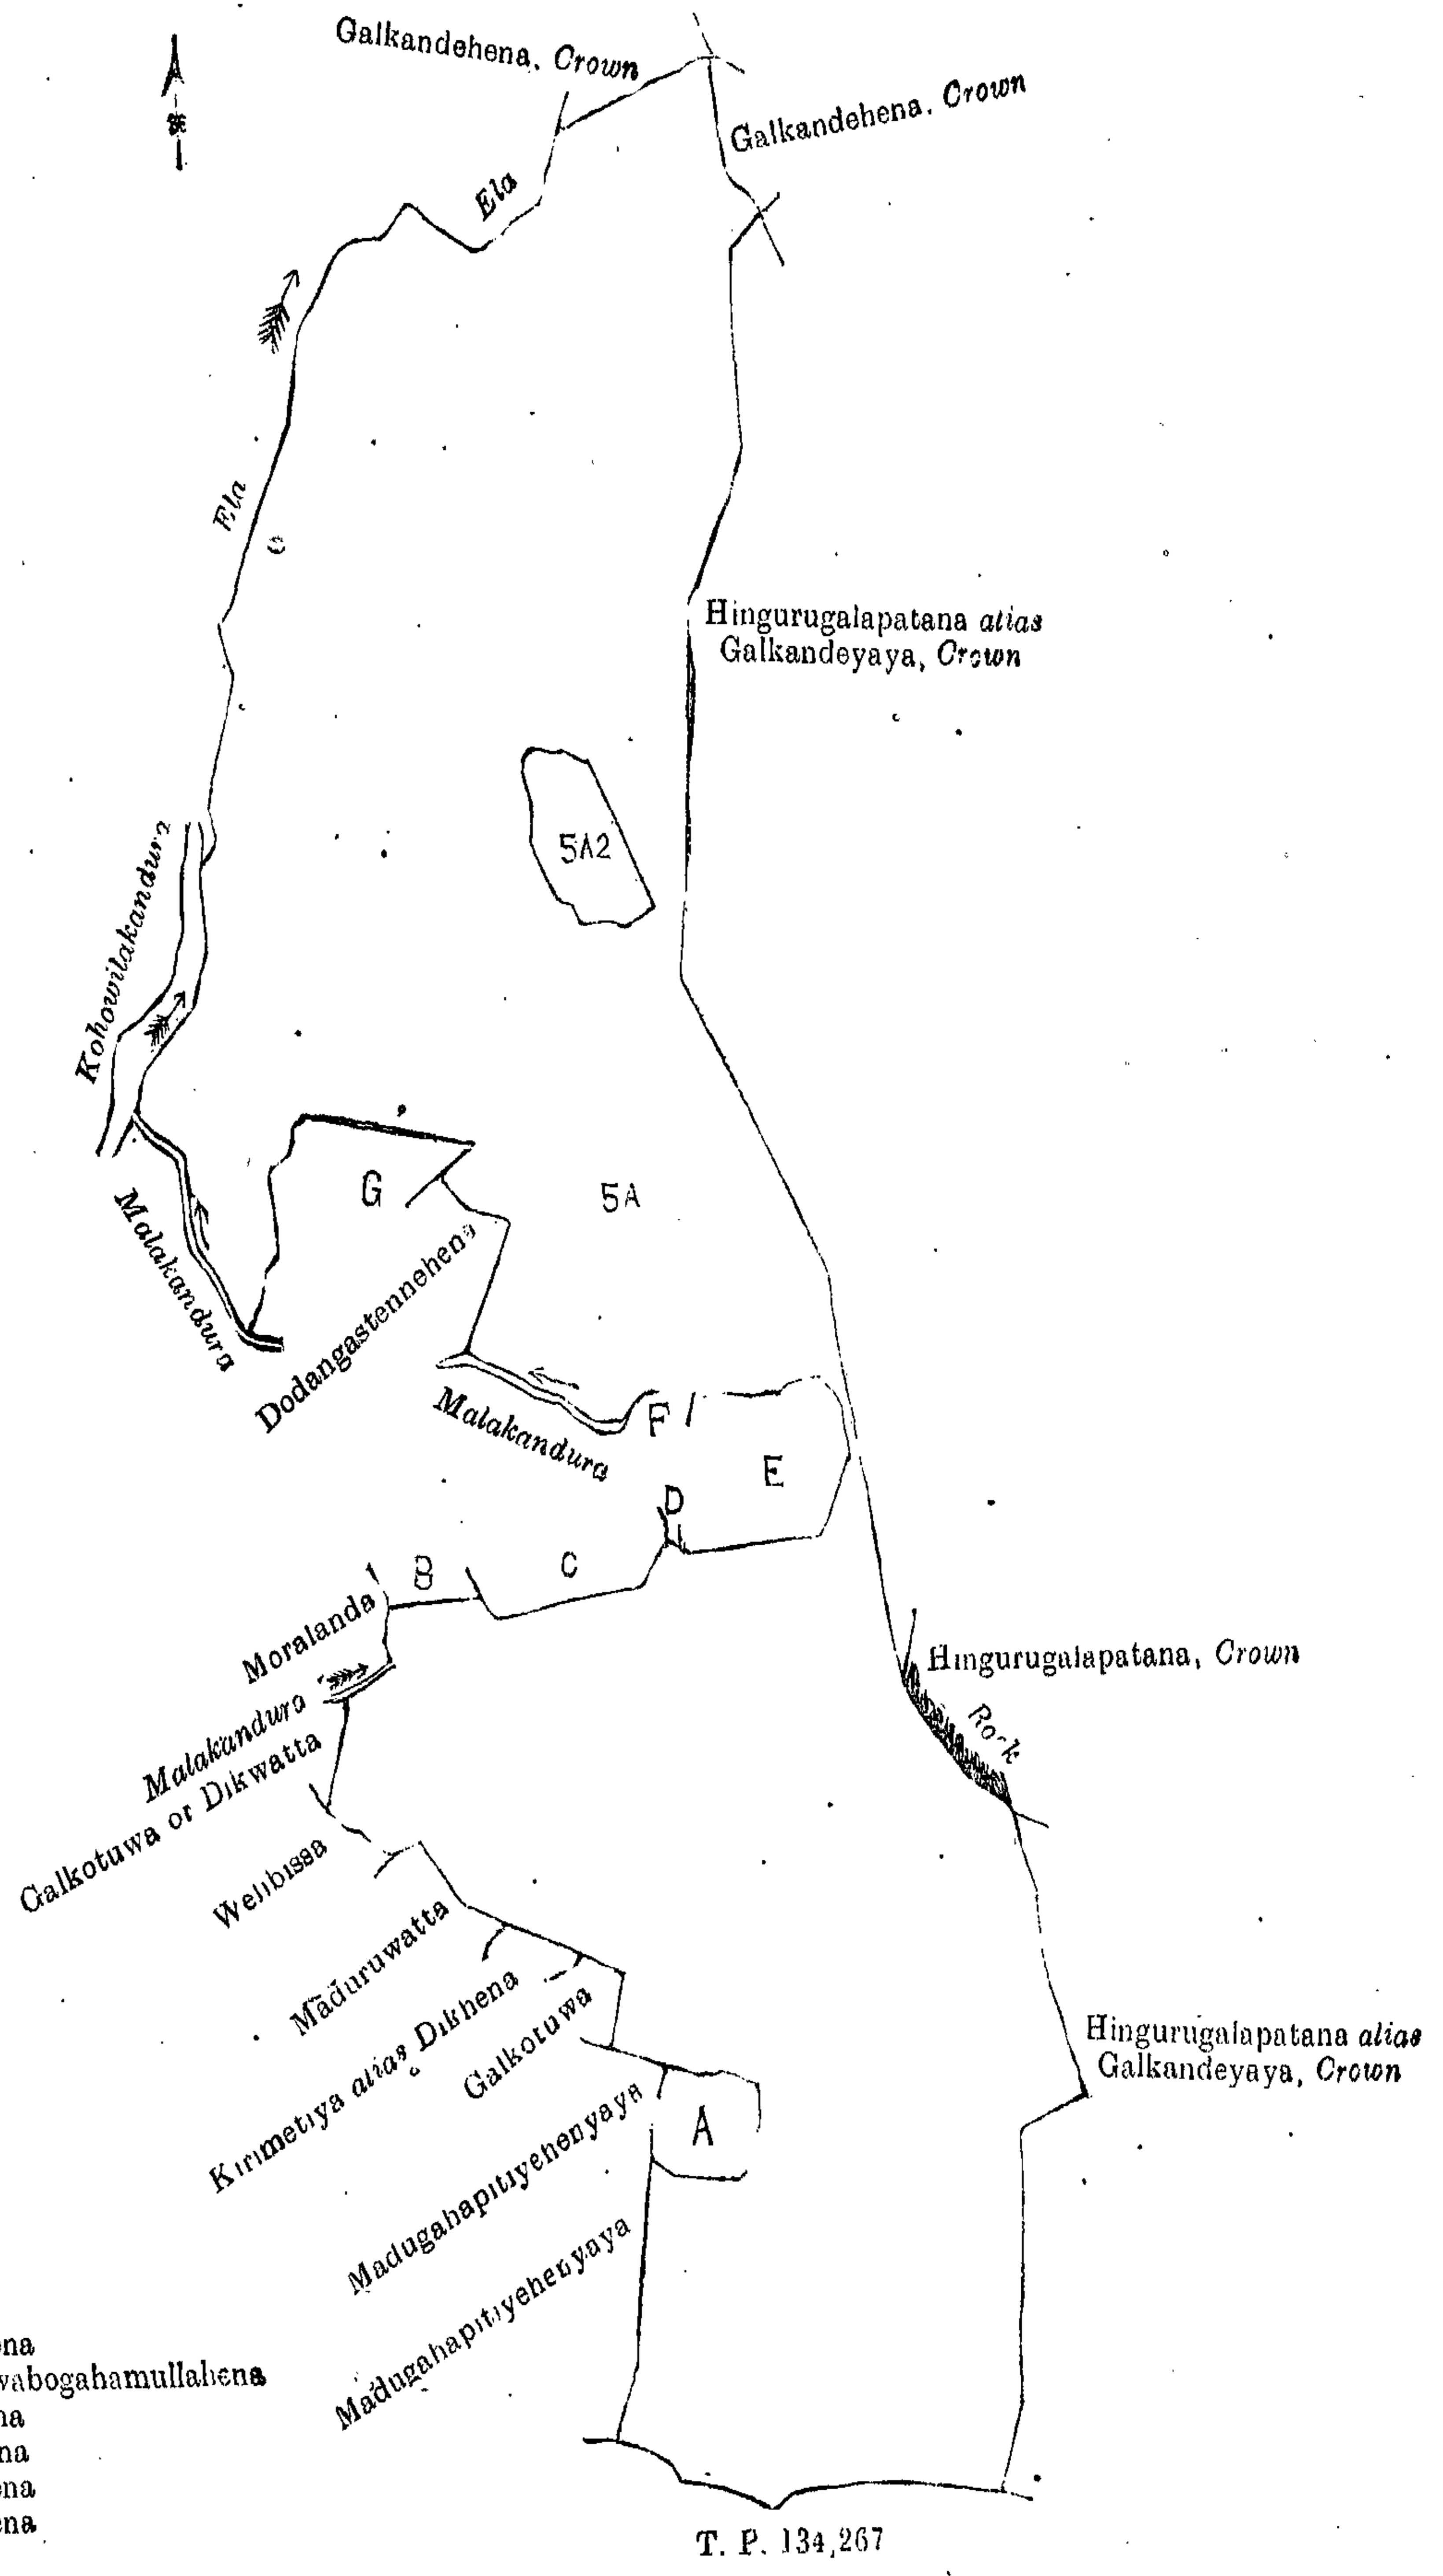 Galkandehena, Crown
Galkandehena, Crown
Ela
Ela
Hingurugalapatana alias
Galkandeyaya, Crown
5A2
Kohowilakandura
G
5A
Malakandura
Dodangastennehena
Malakandura
F
E
D
B
C
Moralanda
Hingurugalapatana, Crown
Rock
Malakandura
Galkotuwa or Dikwatta
Welibissa
Maduruwatta
Kirimetiya alias Dikhena
Galkotuwa
Hingurugalapatana alias
Galkandeyaya, Crown
Madugahapitiyehenyaya
A
Madugahapitiyehenyaya
ena
wabogahamullahena
na
na
ena
ena
T. P. 134,267